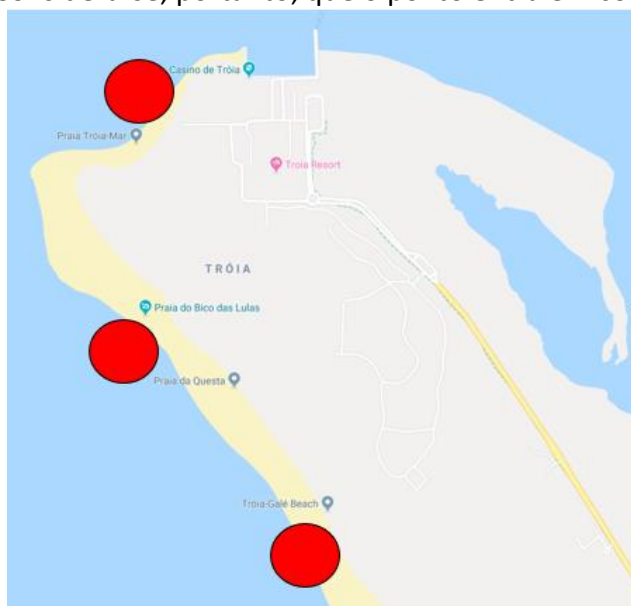 Casino de Tróia
Praia Tróia-Mar
Troia Resort
TRÓIA
Praia do Bico das Lulas
Praia da Questa
Troia-Galé Beach